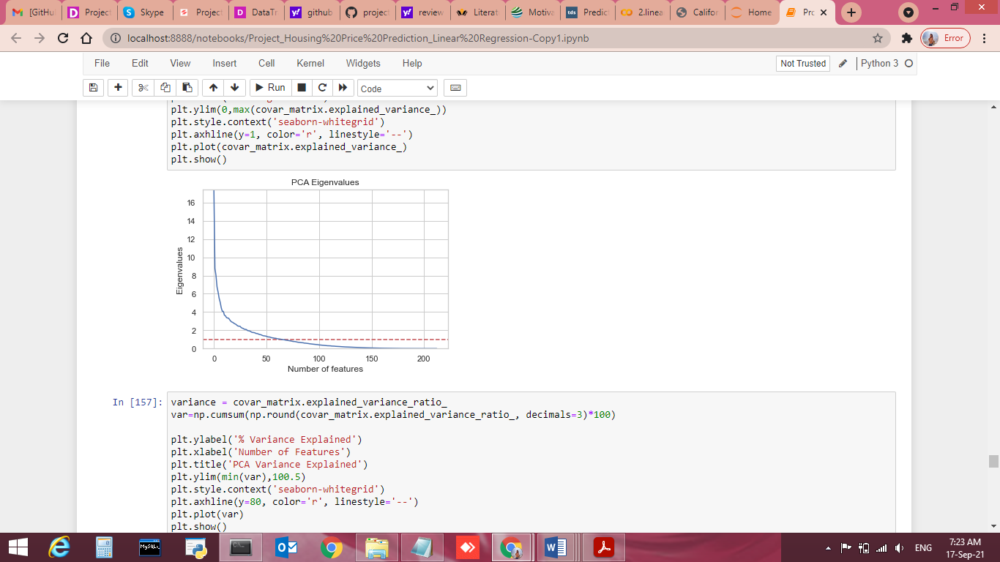 [GitHu
Project
Skype
Project
DataTr
github
project
review
Literat
Motiva
tds
Predic
2.linea
Califor
Home
Prc
localhost:8888/notebooks/Project_Housing%20Price%20Prediction_Linear%20Regression-Copy1.ipynb
Error
File Edit View Insert Cell Kernel Widgets Help
Not Trusted
Python 3
Run
Code
plt.ylim(0,max(covar_matrix.explained_variance_))
plt.style.context('seaborn-whitegrid')
plt.axhline(y=1, color='r', linestyle='--')
plt.plot(covar_matrix.explained_variance_)
plt.show()
PCA Eigenvalues
16
14
12
10
8
6
4
2
0
Eigenvalues
0 50 100 150 200
Number of features
In [157]:
variance = covar_matrix.explained_variance_ratio_
var=np.cumsum(np.round(covar_matrix.explained_variance_ratio_, decimals=3)*100)
plt.ylabel('% Variance Explained')
plt.xlabel('Number of Features')
plt.title('PCA Variance Explained')
plt.ylim(min(var),100.5)
plt.style.context('seaborn-whitegrid')
plt.axhline(y=80, color='r', linestyle='--')
plt.plot(var)
plt.show()
ENG
7:23 AM
17-Sep-21